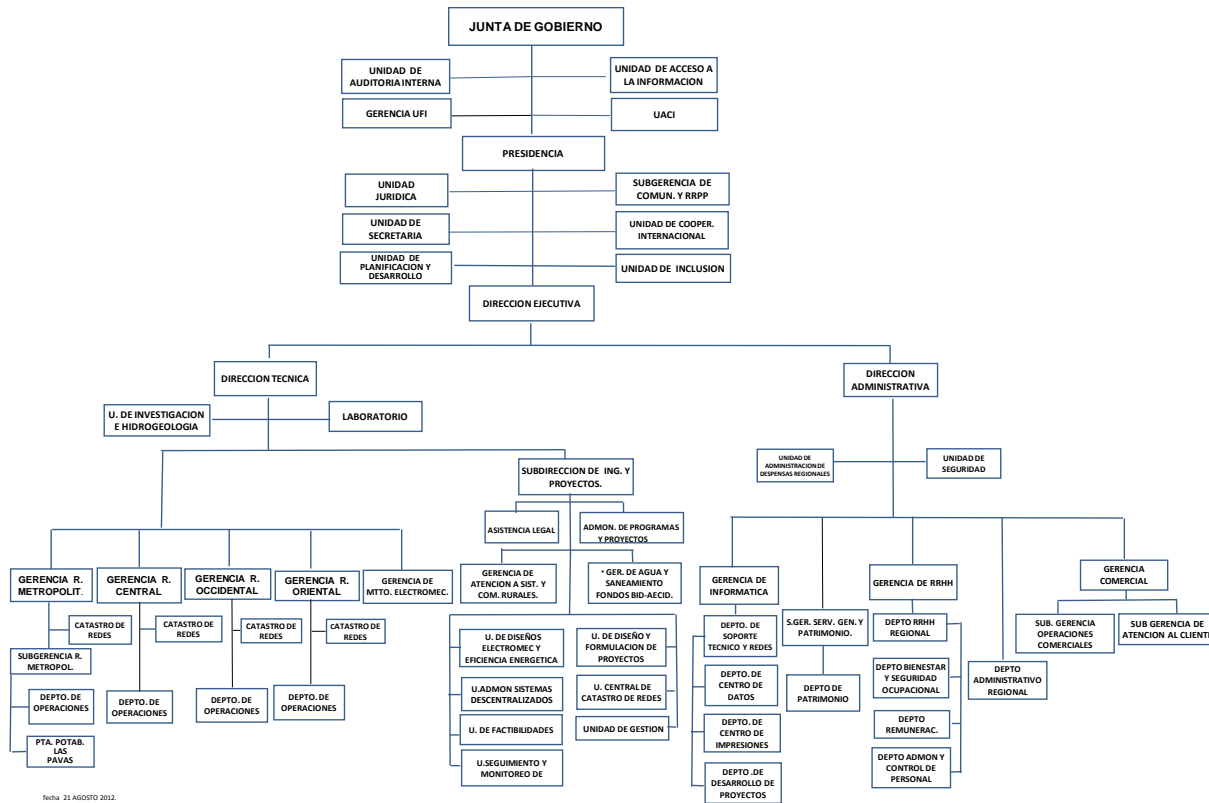 JUNTA DE GOBIERNO
UNIDAD DE
AUDITORIA INTERNA
UNIDAD DE ACCESO A
LA INFORMACION
GERENCIA UFI
UACI
PRESIDENCIA
UNIDAD
JURIDICA
SUBGERENCIA DE
COMUN. Y RRPP
UNIDAD DE
SECRETARIA
UNIDAD DE COOPER.
INTERNACIONAL
UNIDAD DE
PLANIFICACION Y
DESARROLLO
UNIDAD DE INCLUSION
DIRECCION EJECUTIVA
DIRECCION TECNICA
DIRECCION
ADMINISTRATIVA
U. DE INVESTIGACION
E HIDROGEOLOGIA
LABORATORIO
SUBDIRECCION DE ING. Y
PROYECTOS.
UNIDAD DE
ADMINISTRACION DE
DESPENSAS REGIONALES
UNIDAD DE
SEGURIDAD
ASISTENCIA LEGAL
ADMON. DE PROGRAMAS
Y PROYECTOS
GERENCIA R.
METROPOLIT.
GERENCIA R.
CENTRAL
GERENCIA R.
OCCIDENTAL
GERENCIA R.
ORIENTAL
GERENCIA DE
MTTO. ELECTROMEC.
GERENCIA DE
ATENCION A SIST. Y
COM. RURALES.
* GER. DE AGUA Y
SANEAMIENTO
FONDOS BID-AECID.
GERENCIA DE
INFORMATICA
GERENCIA DE RRHH
GERENCIA
COMERCIAL
CATASTRO DE
REDES
CATASTRO DE
REDES
CATASTRO DE
REDES
CATASTRO DE
REDES
SUBGERENCIA R.
METROPOL.
DEPTO. DE
OPERACIONES
DEPTO. DE
OPERACIONES
DEPTO. DE
OPERACIONES
DEPTO. DE
OPERACIONES
PTA. POTAB.
LAS
PAVAS
U. DE DISEÑOS
ELECTROMEC Y
EFICIENCIA ENERGETICA
U. DE DISEÑO Y
FORMULACION DE
PROYECTOS
U.ADMON SISTEMAS
DESCENTRALIZADOS
U. CENTRAL DE
CATASTRO DE REDES
U. DE FACTIBILIDADES
UNIDAD DE GESTION
U.SEGUIMIENTO Y
MONITOREO DE
DEPTO. DE
SOPORTE
TECNICO Y REDES
DEPTO. DE
CENTRO DE
DATOS
DEPTO. DE
CENTRO DE
IMPRESIONES
DEPTO .DE
DESARROLLO DE
PROYECTOS
S.GER. SERV. GEN. Y
PATRIMONIO.
DEPTO DE
PATRIMONIO
DEPTO RRHH
REGIONAL
DEPTO BIENESTAR
Y SEGURIDAD
OCUPACIONAL
DEPTO
REMUNERAC.
DEPTO ADMON Y
CONTROL DE
PERSONAL
DEPTO
ADMINISTRATIVO
REGIONAL
SUB. GERENCIA
OPERACIONES
COMERCIALES
SUB GERENCIA DE
ATENCION AL CLIENTE
fecha 21 AGOSTO 2012.